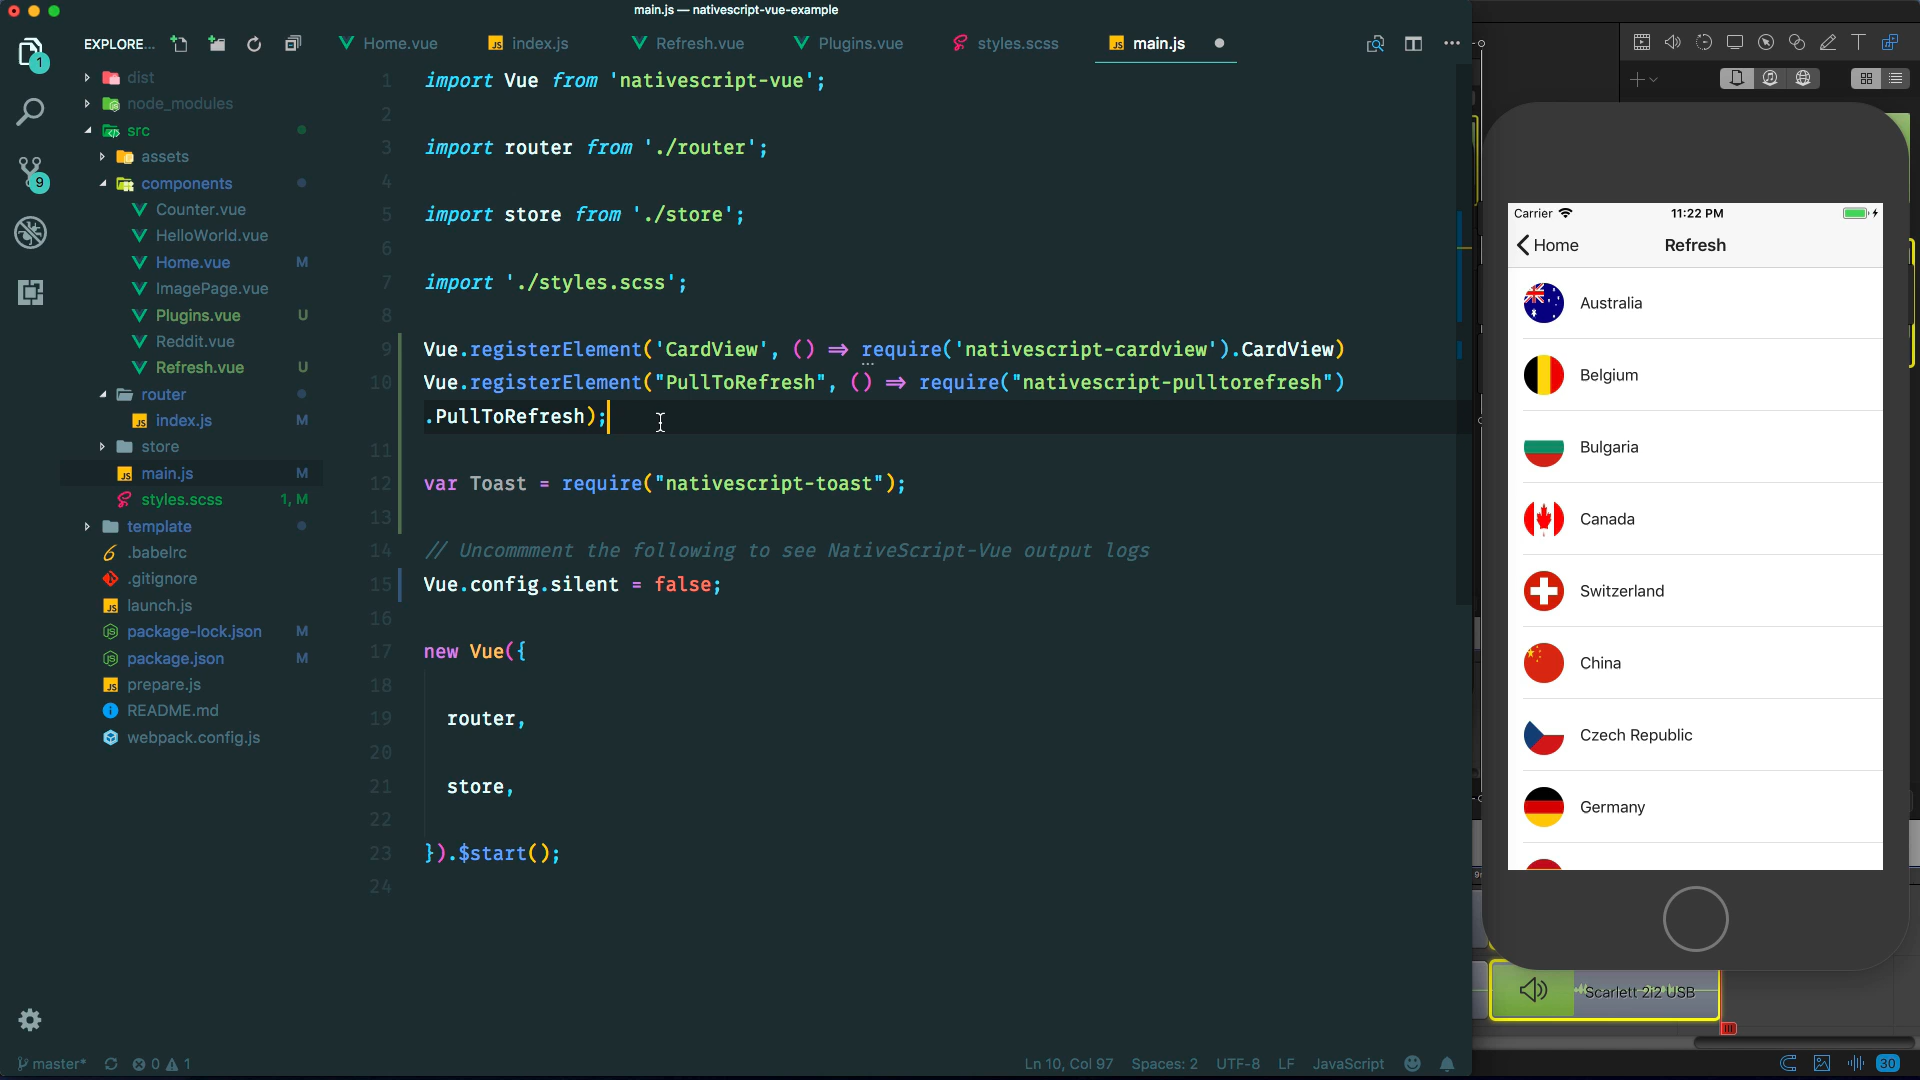 main.js — nativescript-vue-example
EXPLORE...
Home.vue
index.js
Refresh.vue
Plugins.vue
styles.scss
main.js
1
9
dist
node_modules
src
assets
components
Counter.vue
HelloWorld.vue
Home.vue M
ImagePage.vue
Plugins.vue U
Reddit.vue
Refresh.vue U
router
index.js M
store
main.js M
styles.scss 1, M
template
.babelrc
.gitignore
launch.js
package-lock.json M
package.json M
prepare.js
README.md
webpack.config.js
1 import Vue from 'nativescript-vue';
2
3 import router from './router';
4
5 import store from './store';
6
7 import './styles.scss';
8
9 Vue.registerElement('CardView', () => require('nativescript-cardview').CardView)
10 Vue.registerElement("PullToRefresh", () => require("nativescript-pulltorefresh")
.PullToRefresh);
11
12 var Toast = require("nativescript-toast");
13
14 // Uncommment the following to see NativeScript-Vue output logs
15 Vue.config.silent = false;
16
17 new Vue({
18
19 router,
20
21 store,
22
23 }).$start();
24
master* 0 1
Ln 10, Col 97 Spaces: 2 UTF-8 LF JavaScript
Carrier 11:22 PM
Home Refresh
Australia
Belgium
Bulgaria
Canada
Switzerland
China
Czech Republic
Germany
Scarlett 2i2 USB
30